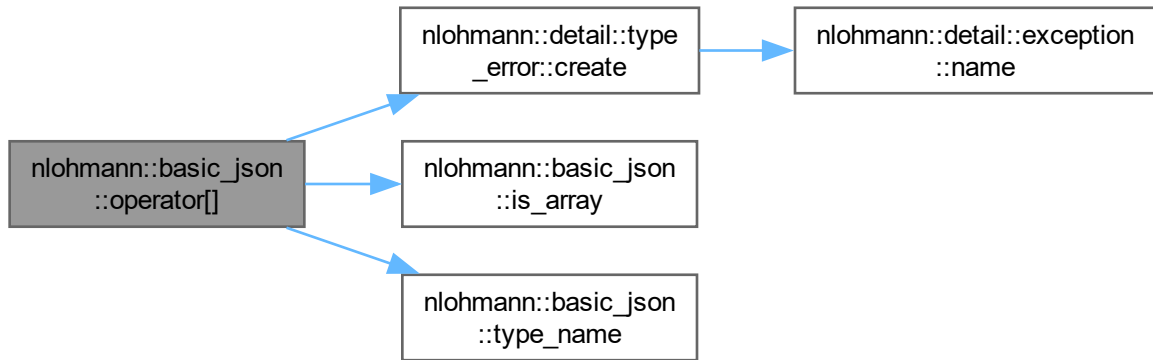 nlohmann::basic_json
::operator[]
nlohmann::detail::type
_error::create
nlohmann::detail::exception
::name
nlohmann::basic_json
::is_array
nlohmann::basic_json
::type_name